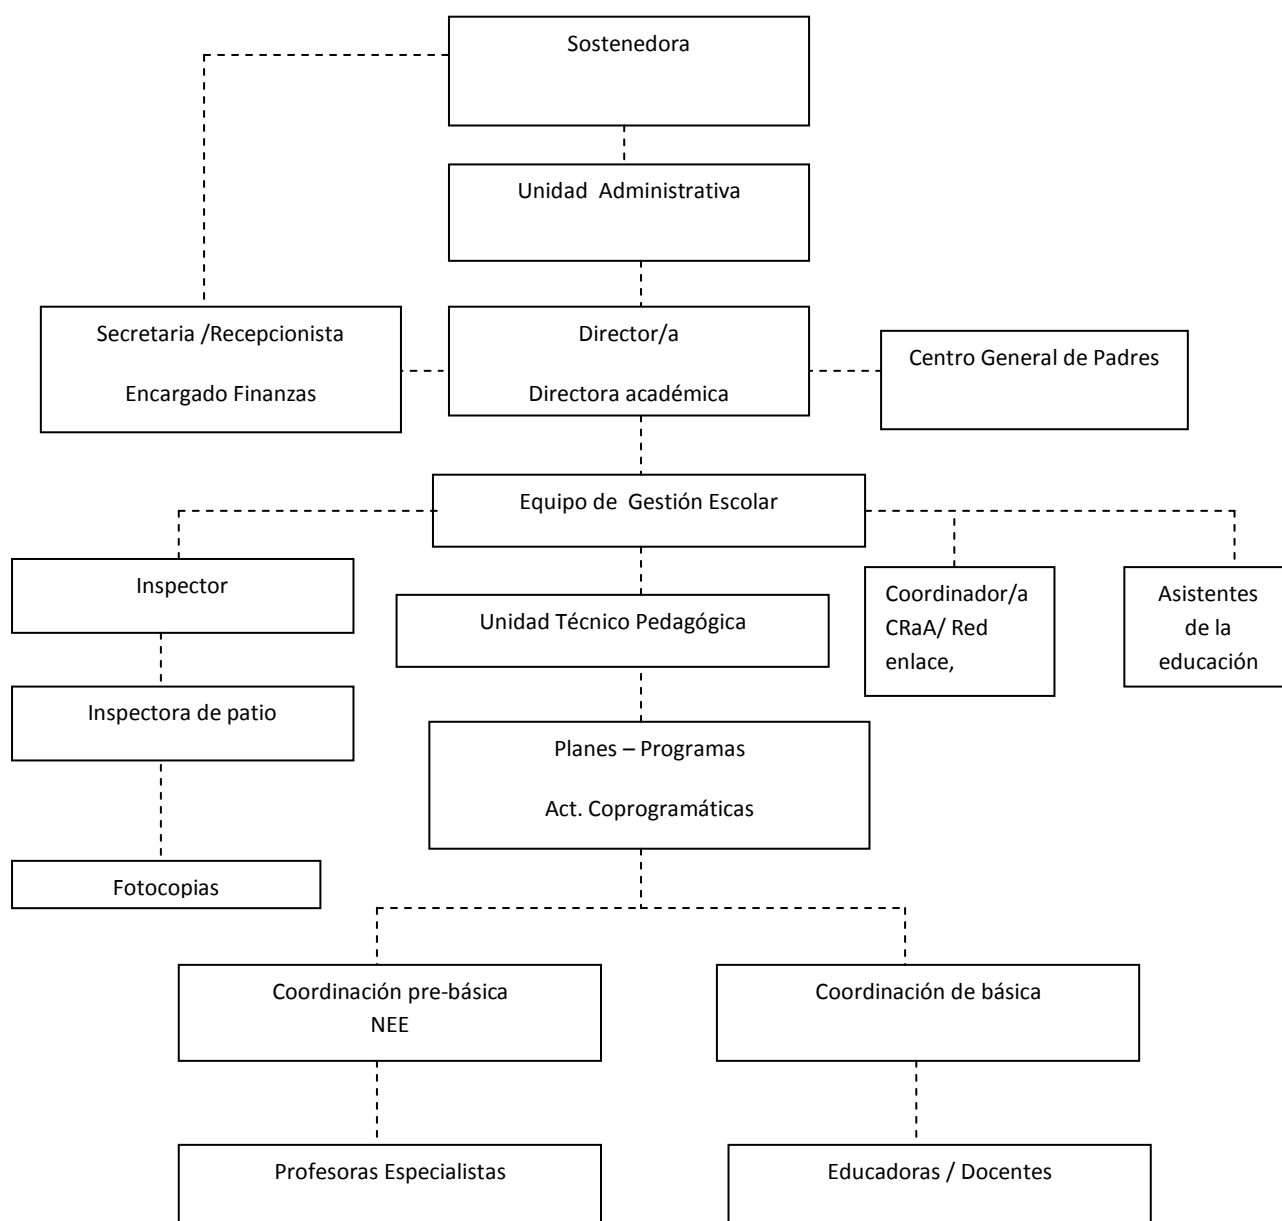 Sostenedora
Unidad Administrativa
Secretaria /Recepcionista
Encargado Finanzas
Director/a
Directora académica
Centro General de Padres
Equipo de Gestión Escolar
Inspector
Unidad Técnico Pedagógica
Coordinador/a
CRaA/ Red
enlace,
Asistentes
de la
educación
Inspectora de patio
Planes – Programas
Act. Coprogramáticas
Fotocopias
Coordinación pre-básica
NEE
Coordinación de básica
Profesoras Especialistas
Educadoras / Docentes